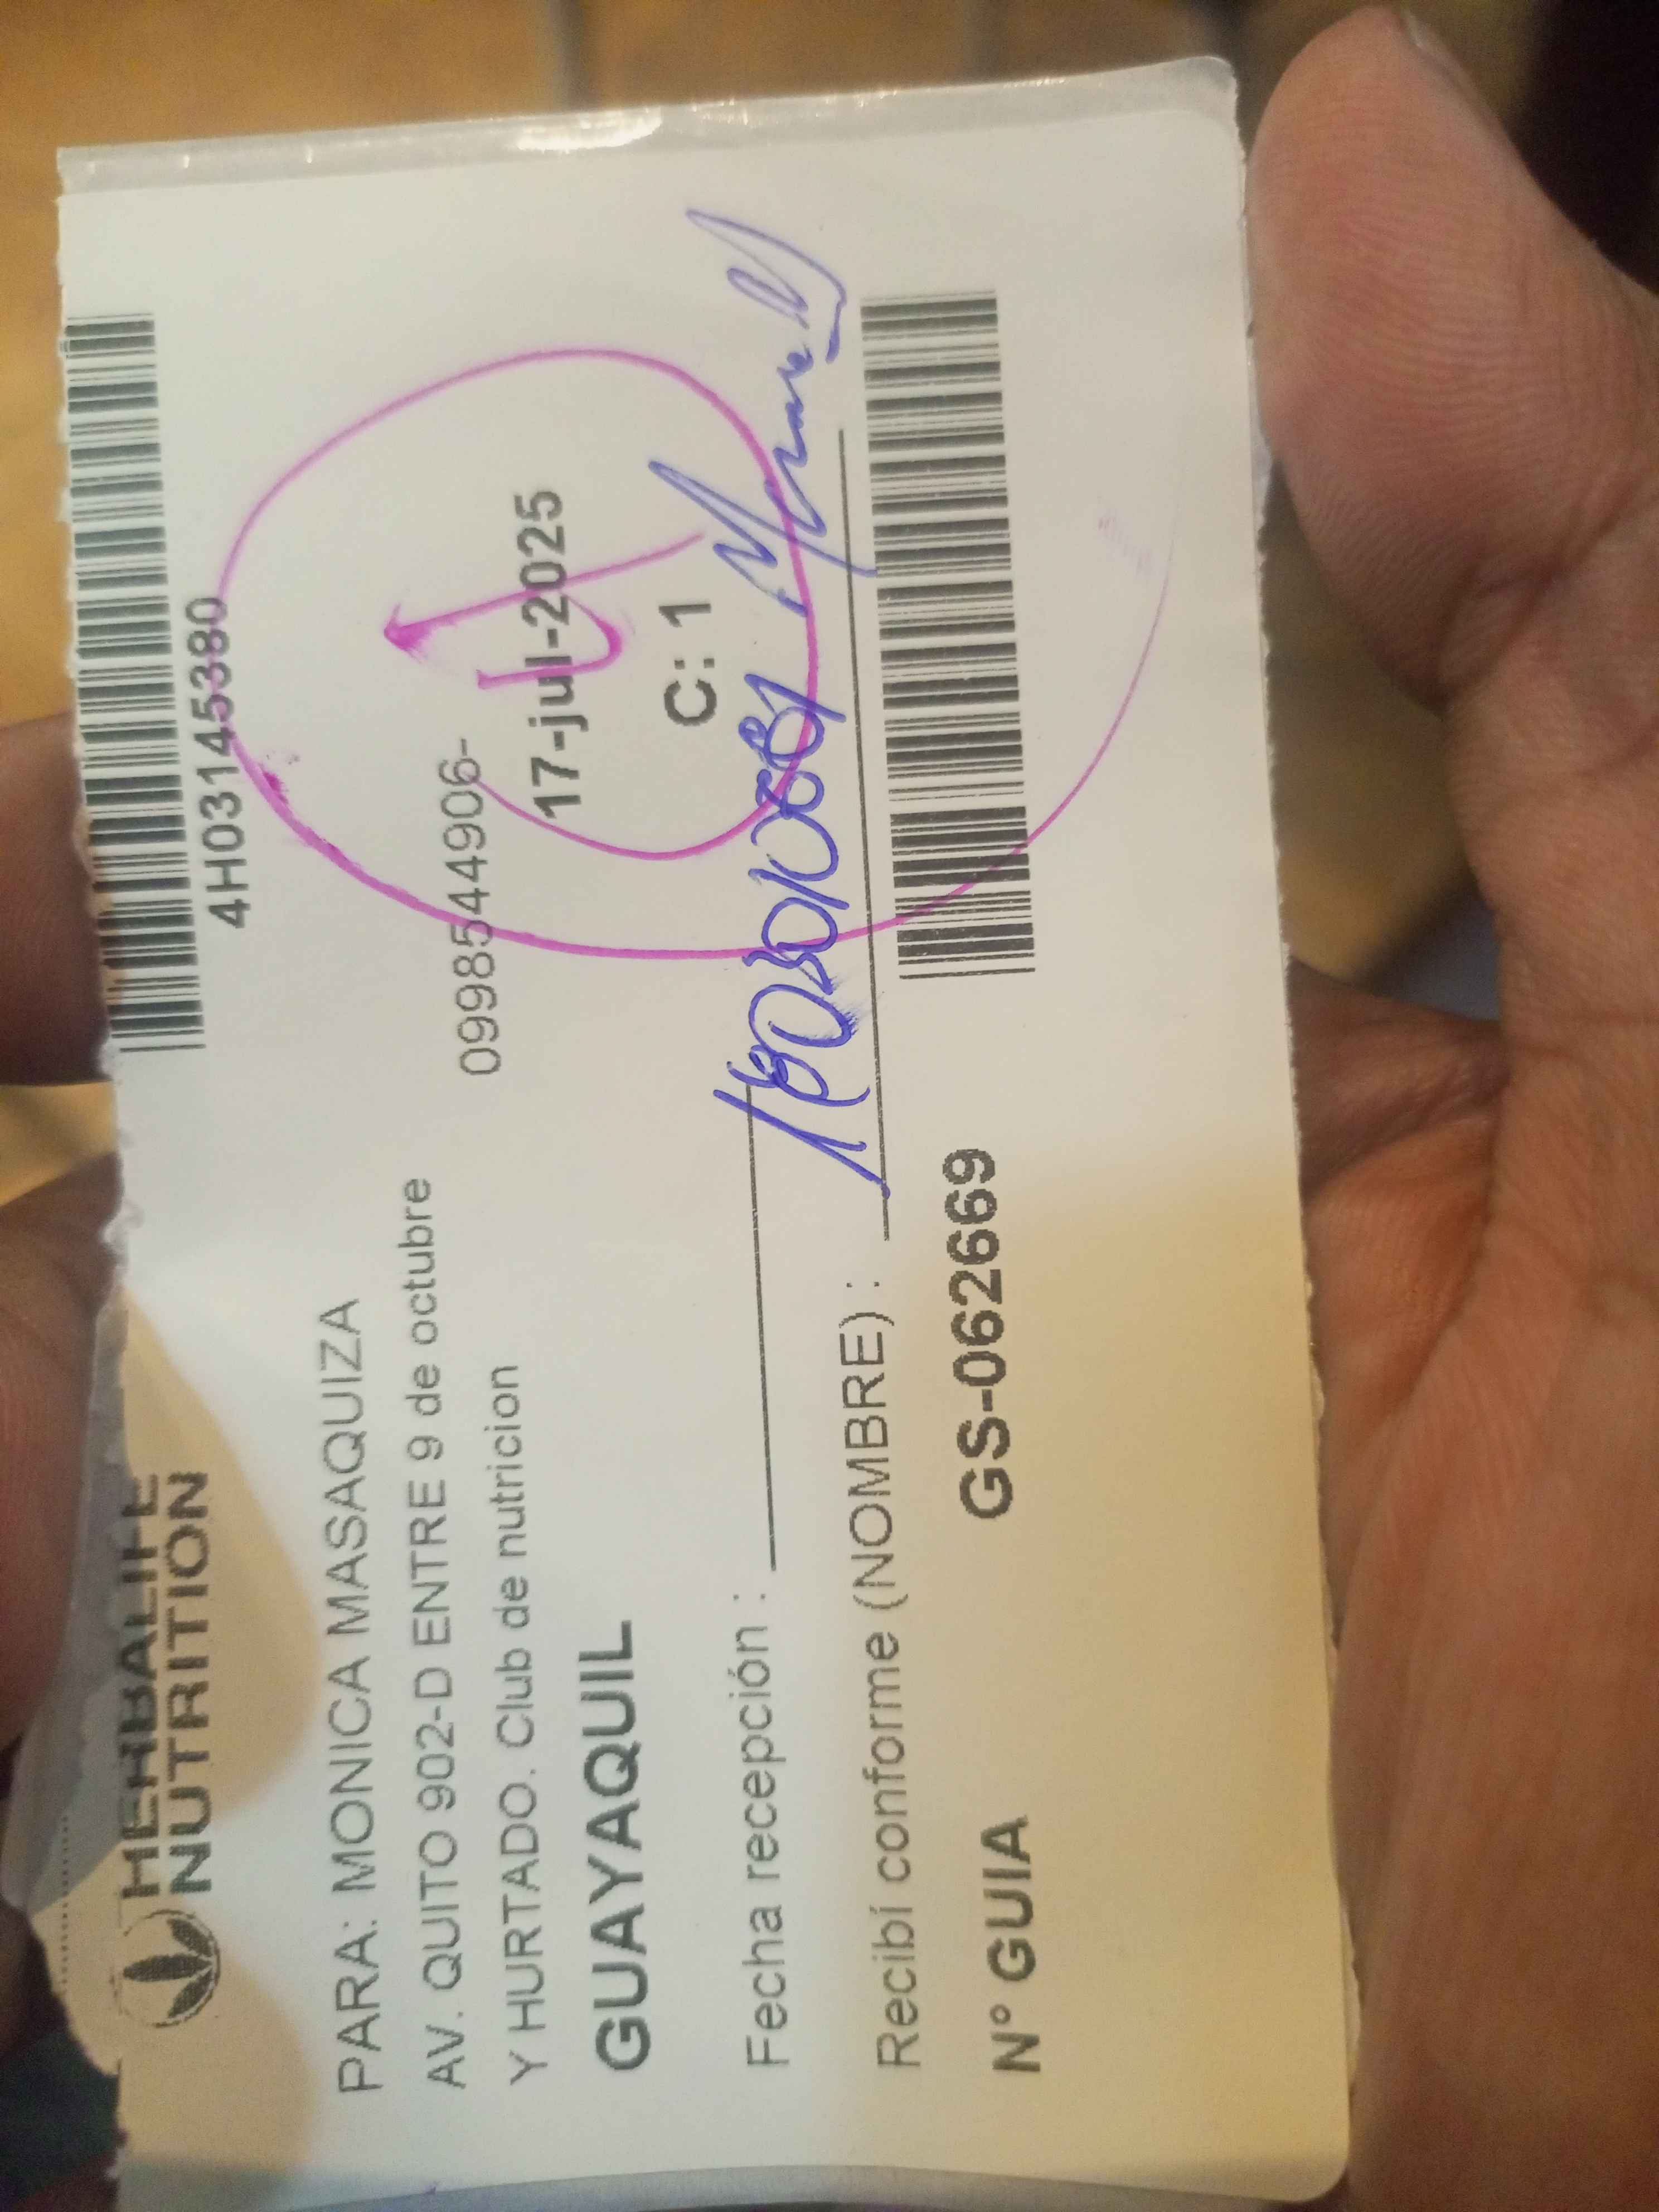 HERBALIFE
NUTRITION
4H03145380
PARA: MONICA MASAQUIZA
AV. QUITO 902-D ENTRE 9 de octubre
0998544906-
Y HURTADO. Club de nutricion
17-jul-2025
GUAYAQUIL
C: 1
Fecha recepción :
Recibí conforme (NOMBRE) :
N° GUIA GS-062669